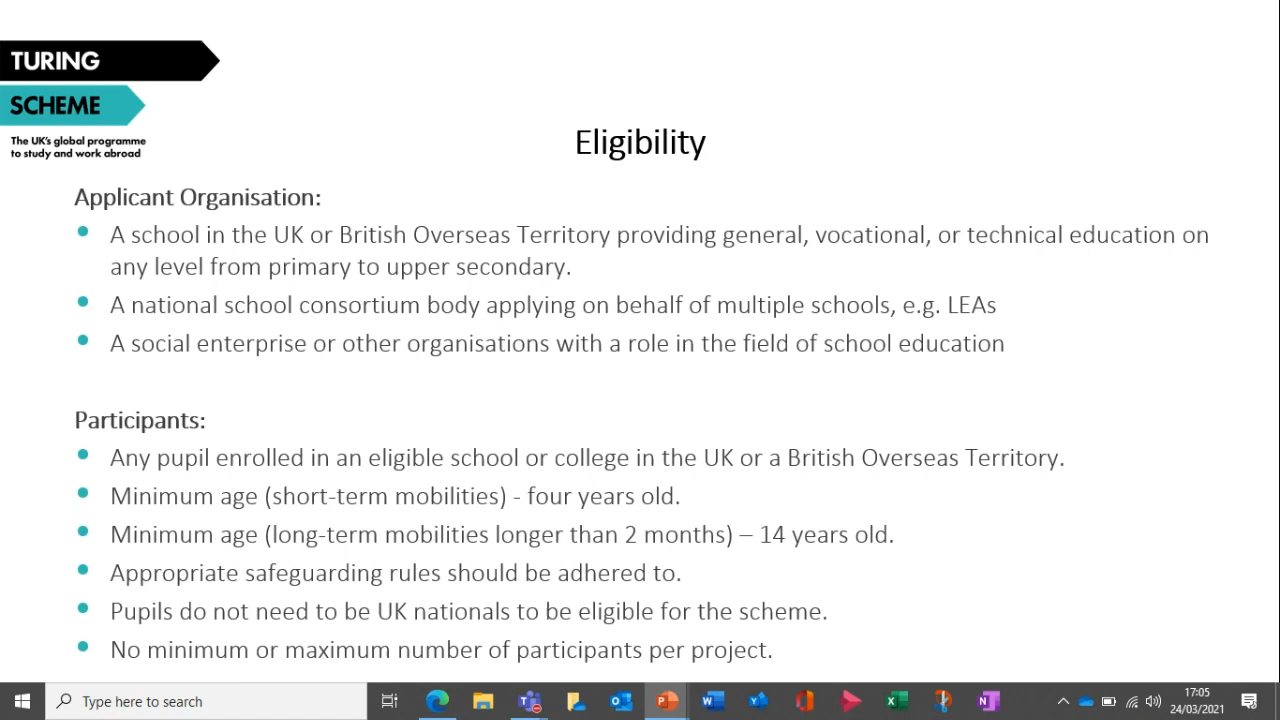 TURING
SCHEME
The UK's global programme
to study and work abroad
Eligibility
Applicant Organisation:
A school in the UK or British Overseas Territory providing general, vocational, or technical education on
any level from primary to upper secondary.
A national school consortium body applying on behalf of multiple schools, e.g. LEAs
A social enterprise or other organisations with a role in the field of school education
Participants:
Any pupil enrolled in an eligible school or college in the UK or a British Overseas Territory.
Minimum age (short-term mobilities) - four years old.
Minimum age (long-term mobilities longer than 2 months) – 14 years old.
Appropriate safeguarding rules should be adhered to.
Pupils do not need to be UK nationals to be eligible for the scheme.
No minimum or maximum number of participants per project.
Type here to search
17:05
24/03/2021